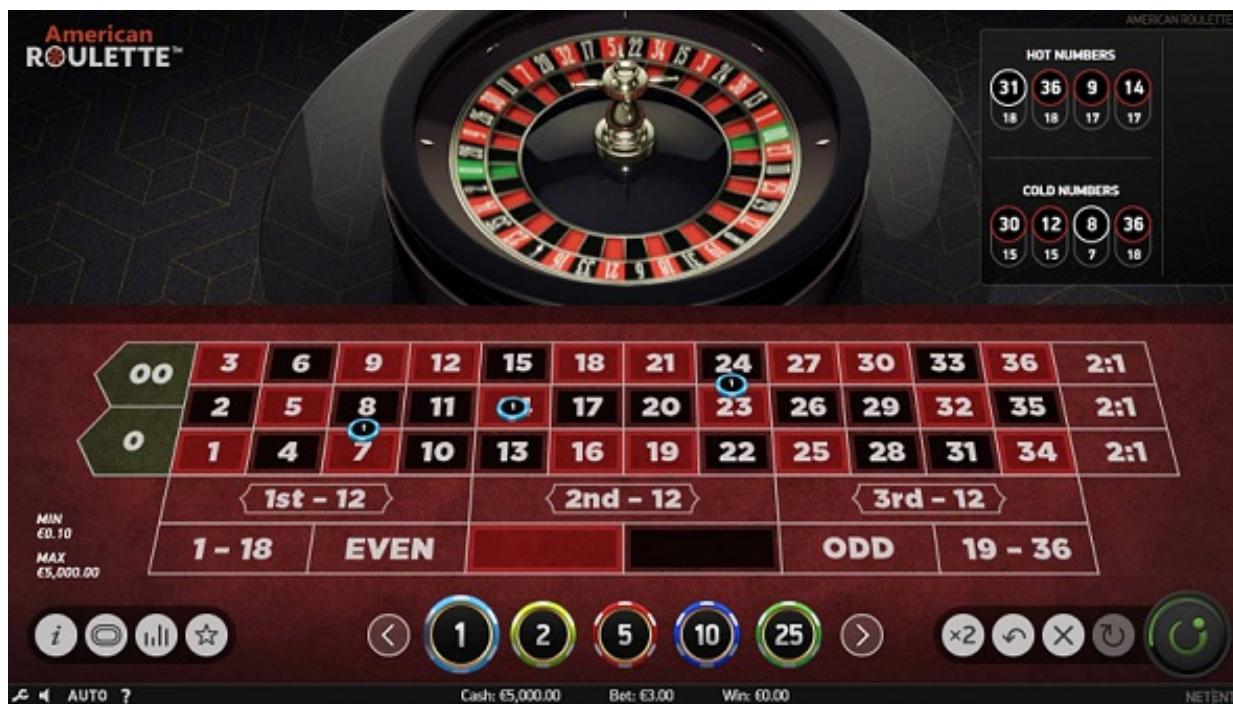 American
ROULETTE™
AMERICAN ROULETTE
HOT NUMBERS
31 36 9 14
18 18 17 17
COLD NUMBERS
30 12 8 36
15 15 7 18
00 3 6 9 12 15 18 21 24 27 30 33 36 2:1
2 5 8 11 17 20 23 26 29 32 35 2:1
0 1 4 7 10 13 16 19 22 25 28 31 34 2:1
1 1 1
1st - 12 2nd - 12 3rd - 12
MIN
€0.10
MAX
€5,000.00
1 - 18 EVEN ODD 19 - 36
i 1 2 5 10 25 ×2
AUTO ? Cash: €5,000.00 Bet: €3.00 Win: €0.00 NETENT